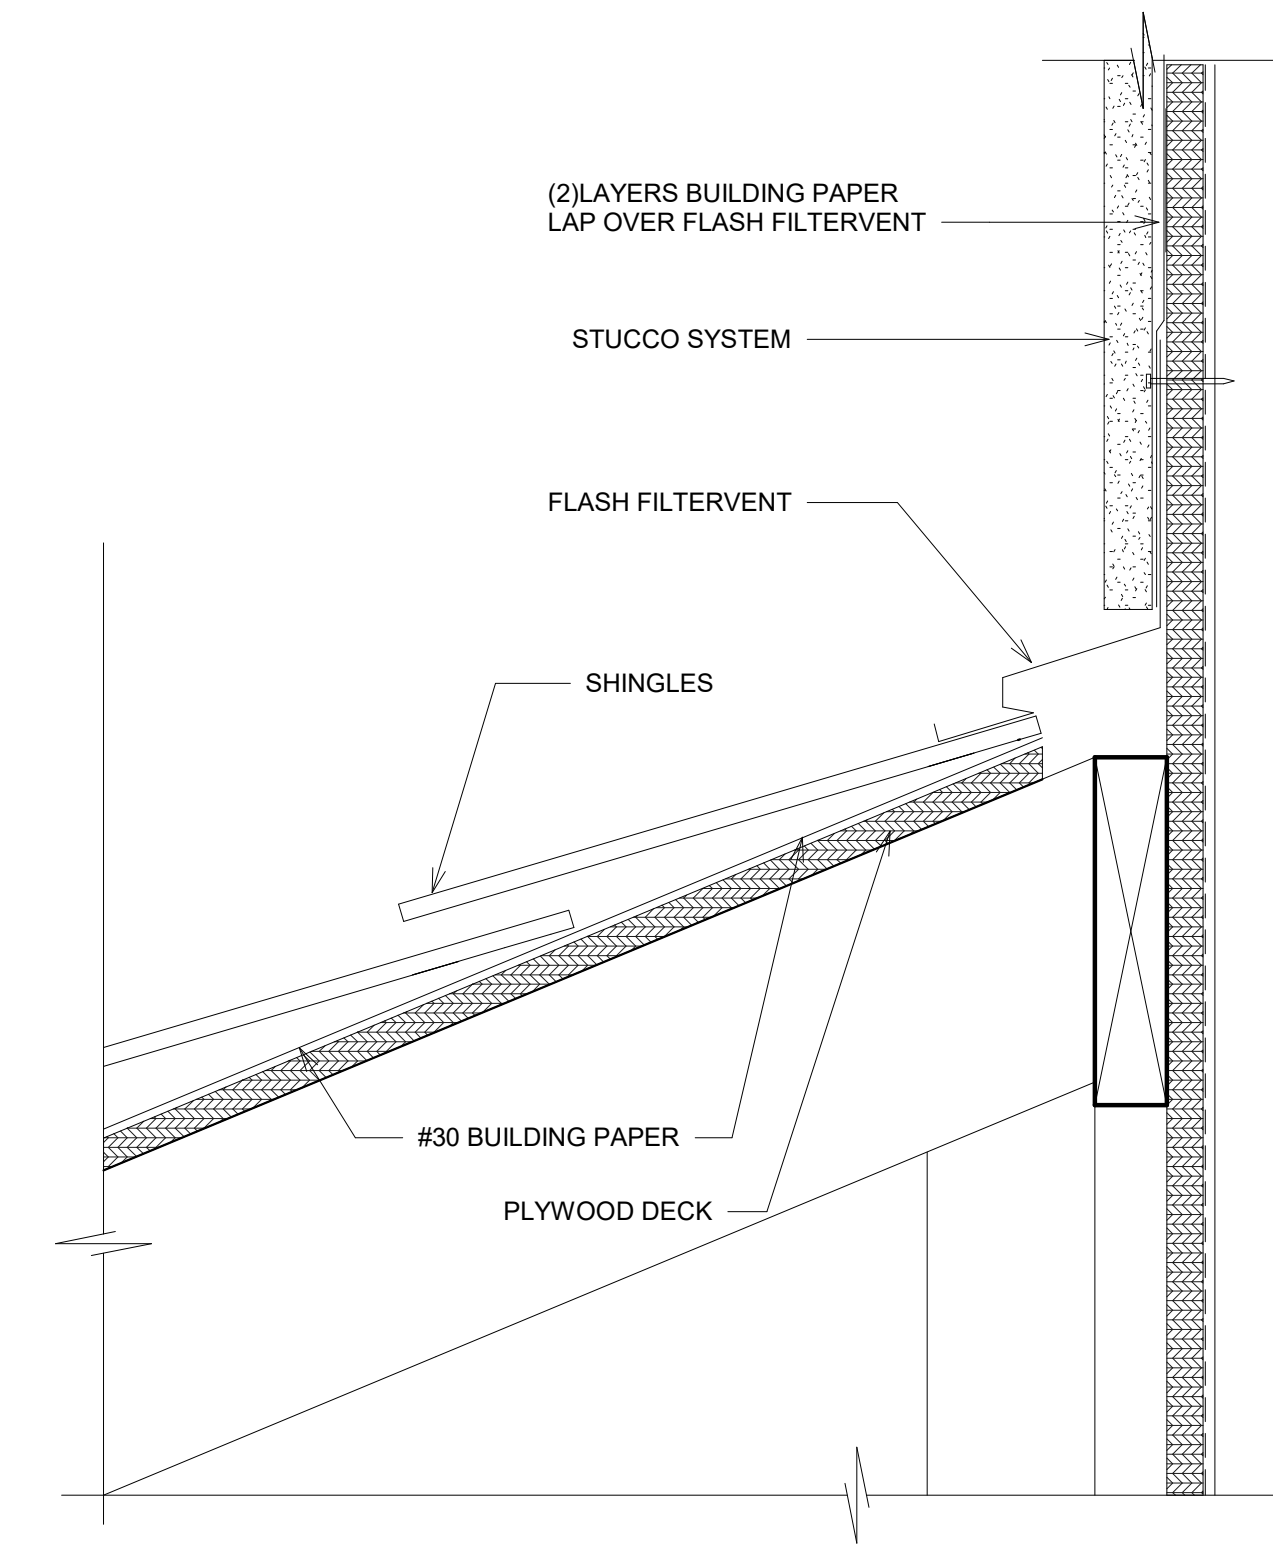 (2)LAYERS BUILDING PAPER
LAP OVER FLASH FILTERVENT
STUCCO SYSTEM
FLASH FILTERVENT
SHINGLES
#30 BUILDING PAPER
PLYWOOD DECK